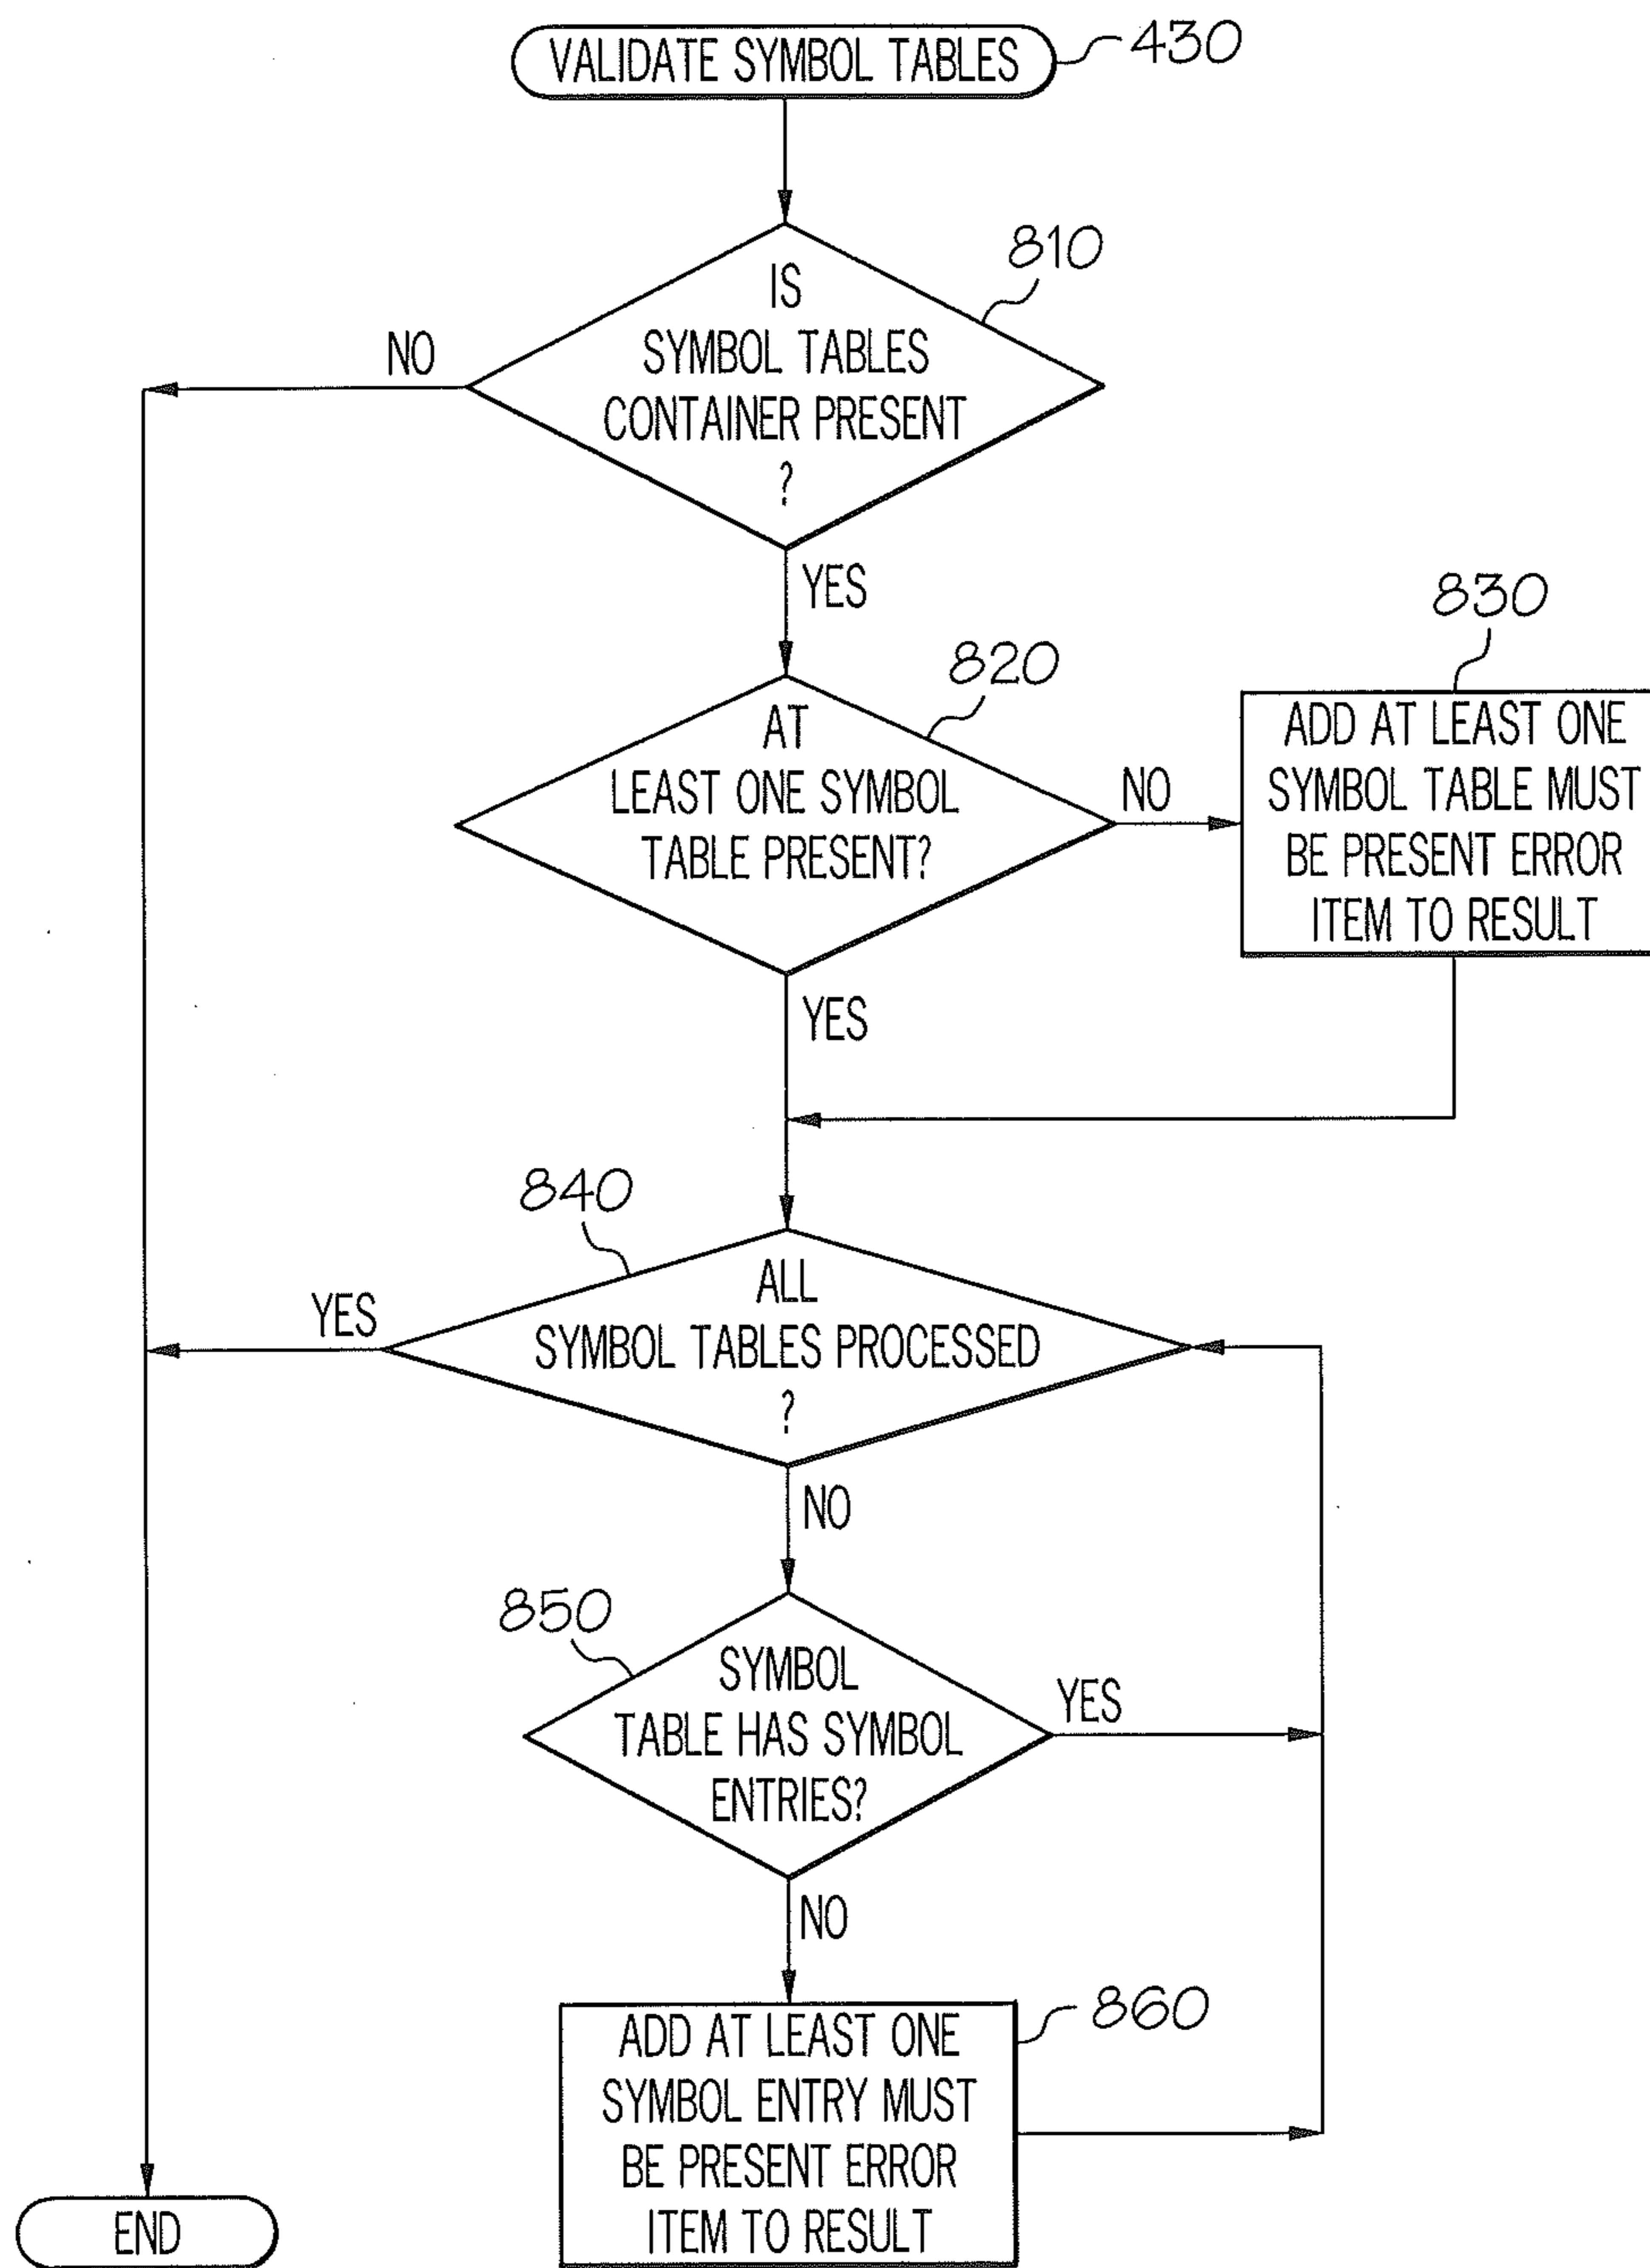 VALIDATE SYMBOL TABLES
430
810
IS
SYMBOL TABLES
CONTAINER PRESENT
?
NO
YES
820
AT
LEAST ONE SYMBOL
TABLE PRESENT?
NO
830
ADD AT LEAST ONE
SYMBOL TABLE MUST
BE PRESENT ERROR
ITEM TO RESULT
YES
840
ALL
SYMBOL TABLES PROCESSED
?
YES
NO
850
SYMBOL
TABLE HAS SYMBOL
ENTRIES?
YES
NO
860
ADD AT LEAST ONE
SYMBOL ENTRY MUST
BE PRESENT ERROR
ITEM TO RESULT
END